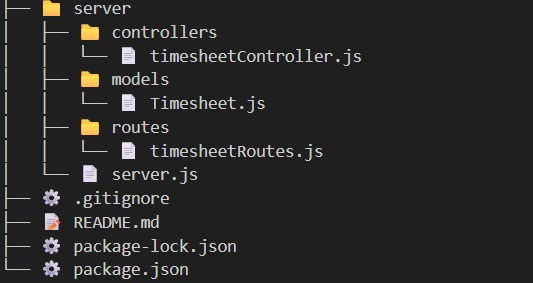 server
controllers
timesheetController.js
models
Timesheet.js
routes
timesheetRoutes.js
server.js
.gitignore
README.md
package-lock.json
package.json